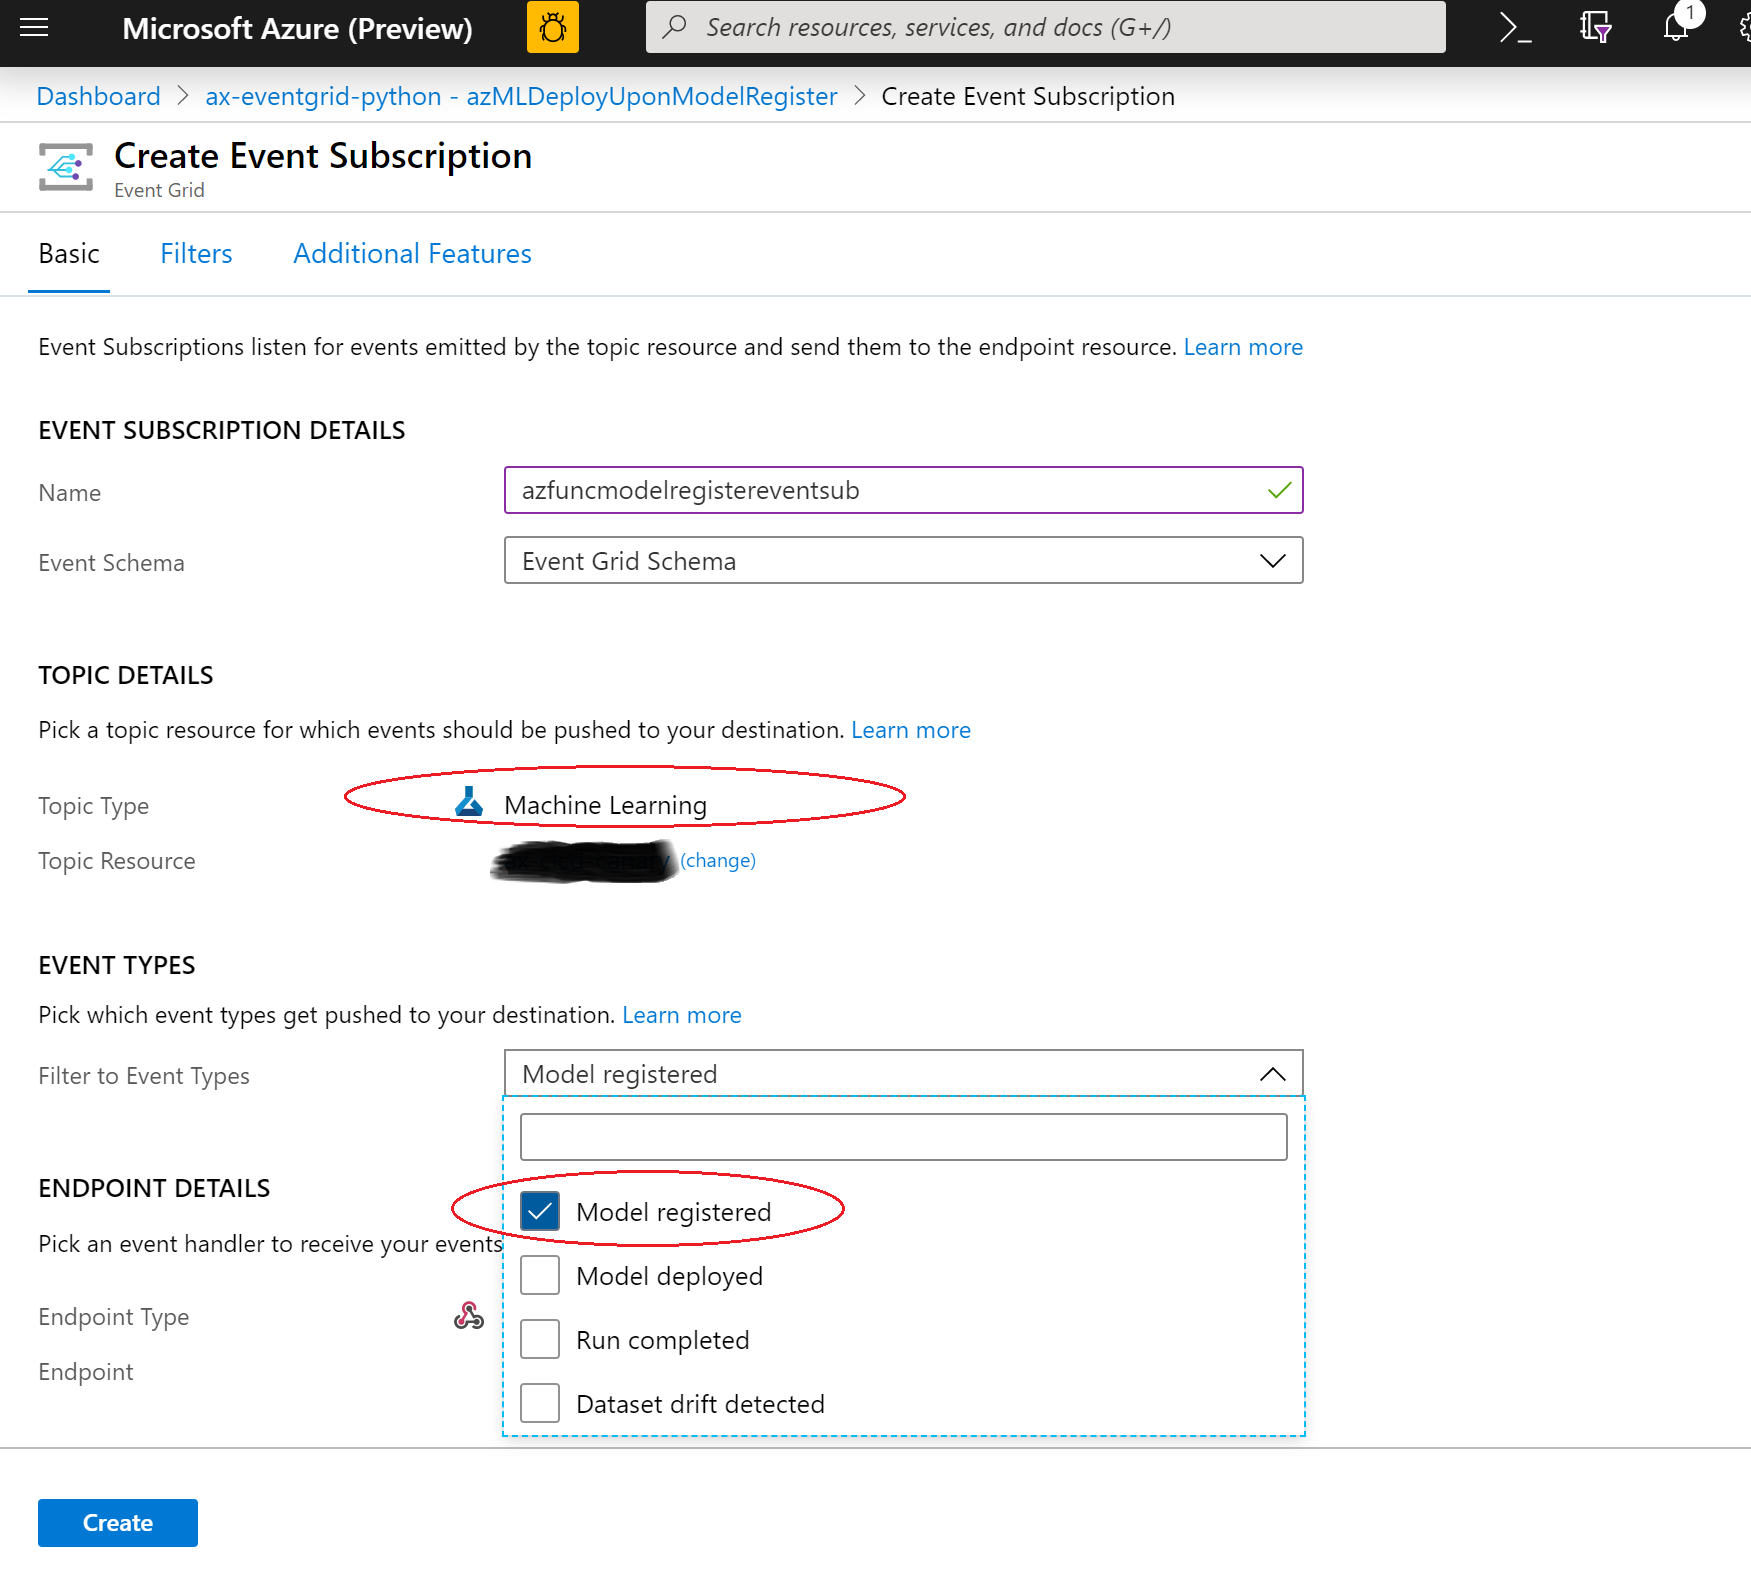 Microsoft Azure (Preview)
Search resources, services, and docs (G+/)
1
Dashboard > ax-eventgrid-python - azMLDeployUponModelRegister > Create Event Subscription
Create Event Subscription
Event Grid
Basic Filters Additional Features
Event Subscriptions listen for events emitted by the topic resource and send them to the endpoint resource. Learn more
EVENT SUBSCRIPTION DETAILS
Name azfuncmodelregistereventsub
Event Schema Event Grid Schema
TOPIC DETAILS
Pick a topic resource for which events should be pushed to your destination. Learn more
Topic Type Machine Learning
Topic Resource (change)
EVENT TYPES
Pick which event types get pushed to your destination. Learn more
Filter to Event Types Model registered
Model registered
Model deployed
Run completed
Dataset drift detected
ENDPOINT DETAILS
Pick an event handler to receive your events
Endpoint Type
Endpoint
Create